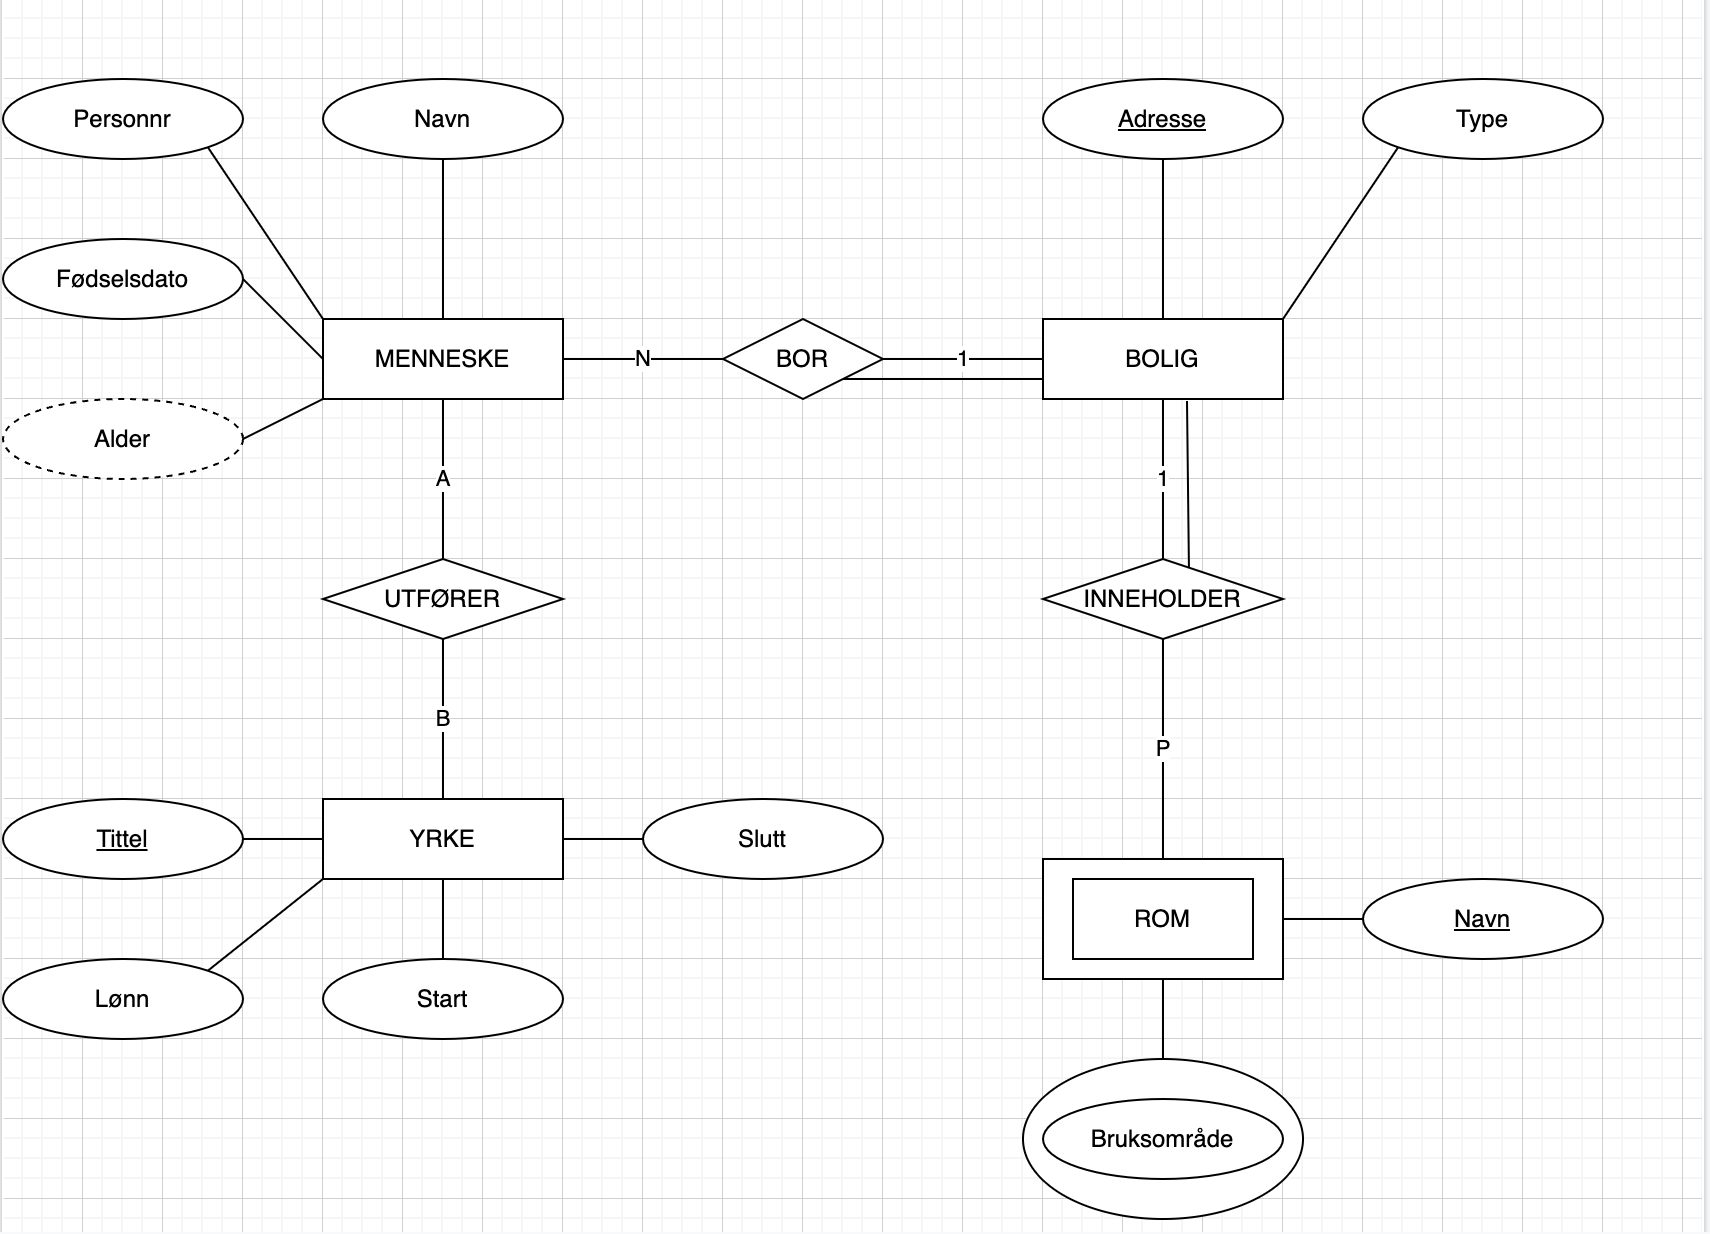 Personnr
Navn
Adresse
Type
Fødselsdato
MENNESKE
N
BOR
1
BOLIG
Alder
A
1
UTFØRER
INNEHOLDER
B
P
Tittel
YRKE
Slutt
ROM
Navn
Lønn
Start
Bruksområde